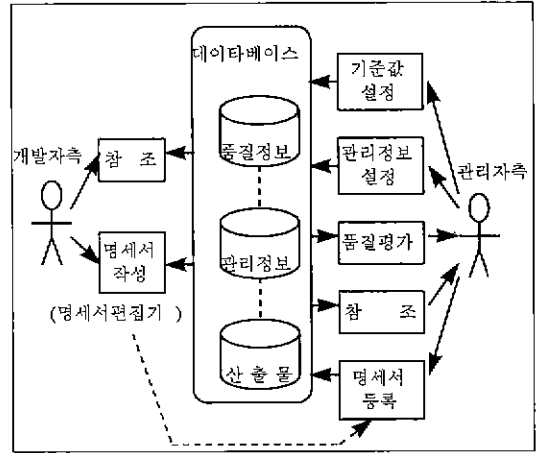 데이타베이스
기준값
설정
개발자측
참 조
품질정보
관리정보
설정
관리자측
명세서
작성
(명세서편집기 )
관리정보
품질평가
참 조
산 출 물
명세서
등록